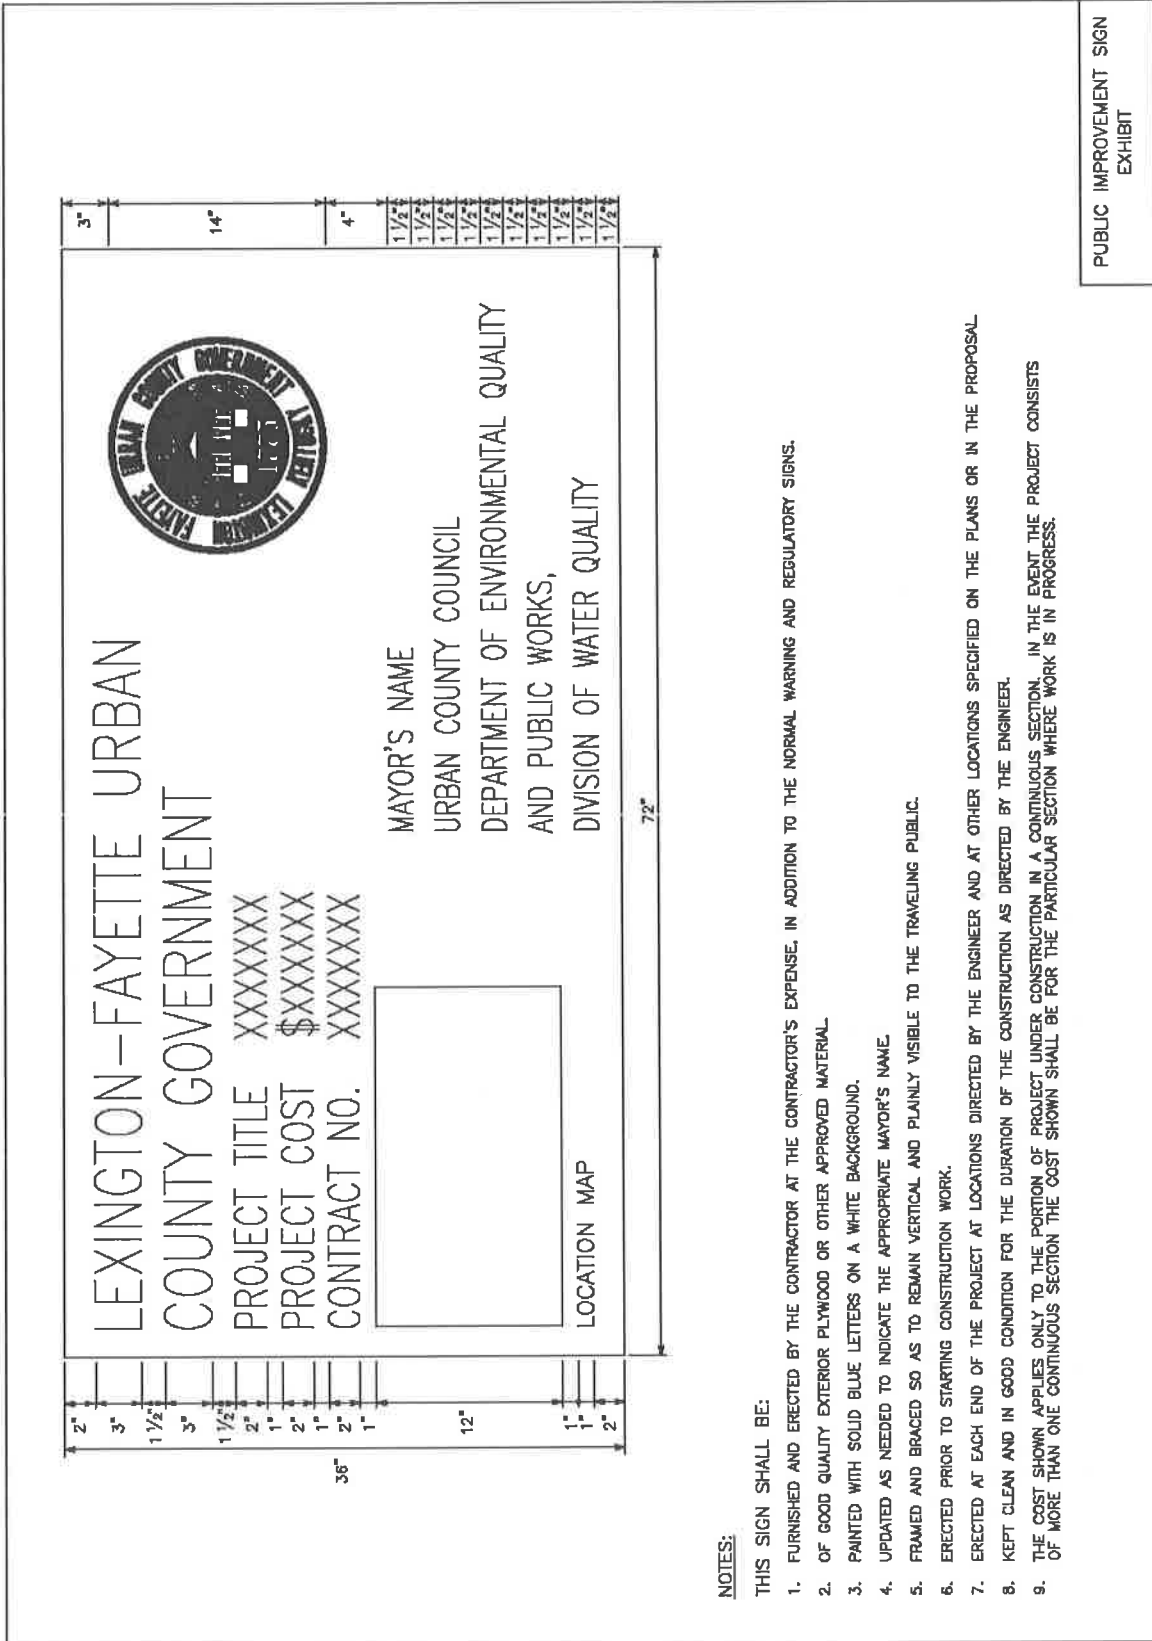 LEXINGTON-FAYETTE URBAN
COUNTY GOVERNMENT
PROJECT TITLE XXXXXXX
PROJECT COST $XXXXXX
CONTRACT NO. XXXXXXX
LOCATION MAP
MAYOR'S NAME
URBAN COUNTY COUNCIL
DEPARTMENT OF ENVIRONMENTAL QUALITY
AND PUBLIC WORKS,
DIVISION OF WATER QUALITY
LEXINGTON FAYETTE URBAN COUNTY GOVERNMENT
2"
3"
1 1/2"
3"
1 1/2"
2"
1"
2"
1"
2"
1"
12"
1"
1"
2"
36"
3"
14"
4"
1 1/2"
1 1/2"
1 1/2"
1 1/2"
1 1/2"
1 1/2"
1 1/2"
1 1/2"
1 1/2"
1 1/2"
72"
NOTES:
THIS SIGN SHALL BE:
1. FURNISHED AND ERECTED BY THE CONTRACTOR AT THE CONTRACTOR'S EXPENSE, IN ADDITION TO THE NORMAL WARNING AND REGULATORY SIGNS.
2. OF GOOD QUALITY EXTERIOR PLYWOOD OR OTHER APPROVED MATERIAL.
3. PAINTED WITH SOLID BLUE LETTERS ON A WHITE BACKGROUND.
4. UPDATED AS NEEDED TO INDICATE THE APPROPRIATE MAYOR'S NAME.
5. FRAMED AND BRACED SO AS TO REMAIN VERTICAL AND PLAINLY VISIBLE TO THE TRAVELING PUBLIC.
6. ERECTED PRIOR TO STARTING CONSTRUCTION WORK.
7. ERECTED AT EACH END OF THE PROJECT AT LOCATIONS DIRECTED BY THE ENGINEER AND AT OTHER LOCATIONS SPECIFIED ON THE PLANS OR IN THE PROPOSAL.
8. KEPT CLEAN AND IN GOOD CONDITION FOR THE DURATION OF THE CONSTRUCTION AS DIRECTED BY THE ENGINEER.
9. THE COST SHOWN APPLIES ONLY TO THE PORTION OF PROJECT UNDER CONSTRUCTION IN A CONTINUOUS SECTION. IN THE EVENT THE PROJECT CONSISTS
OF MORE THAN ONE CONTINUOUS SECTION THE COST SHOWN SHALL BE FOR THE PARTICULAR SECTION WHERE WORK IS IN PROGRESS.
PUBLIC IMPROVEMENT SIGN
EXHIBIT